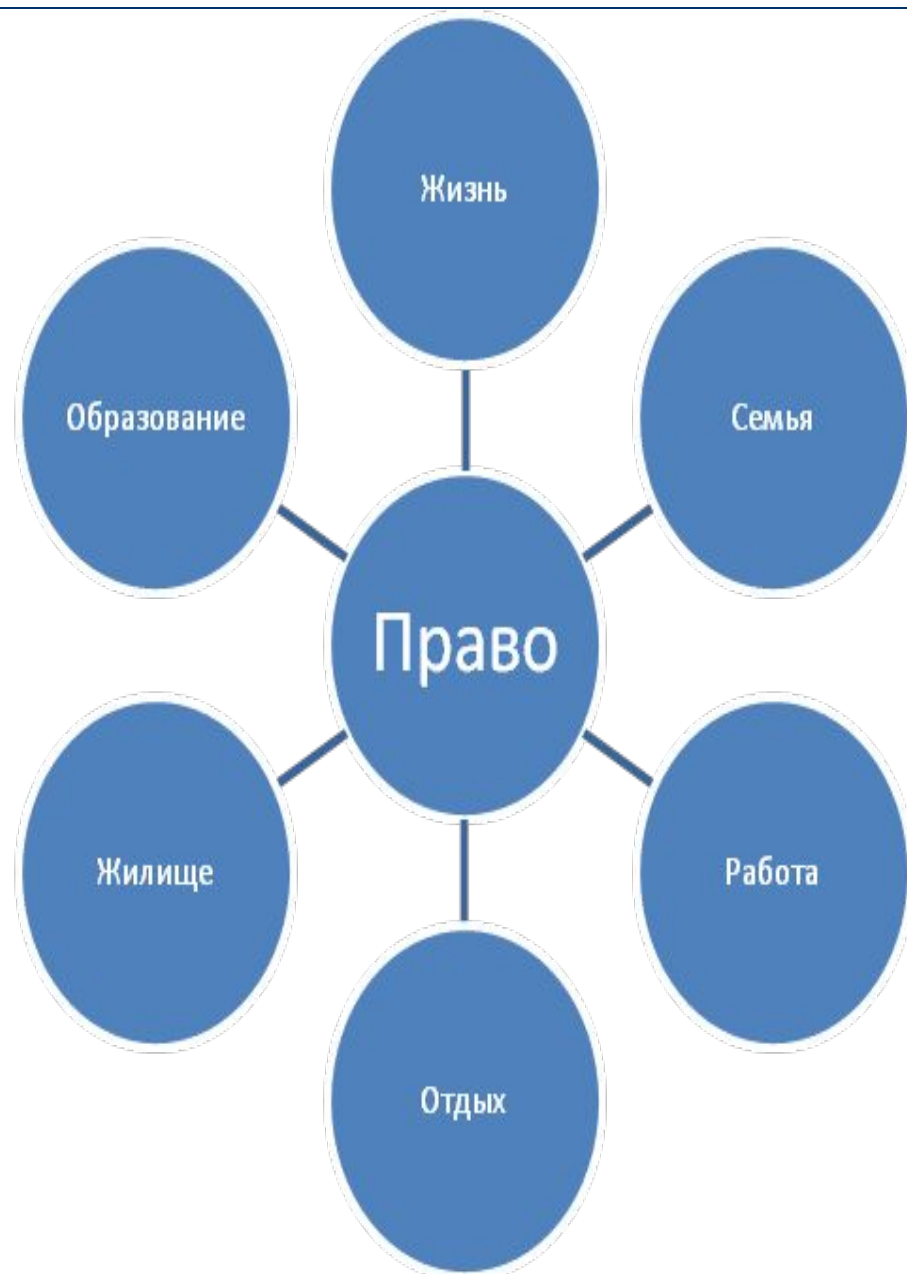 Жизнь
Образование
Семья
Право
Жилище
Работа
Отдых